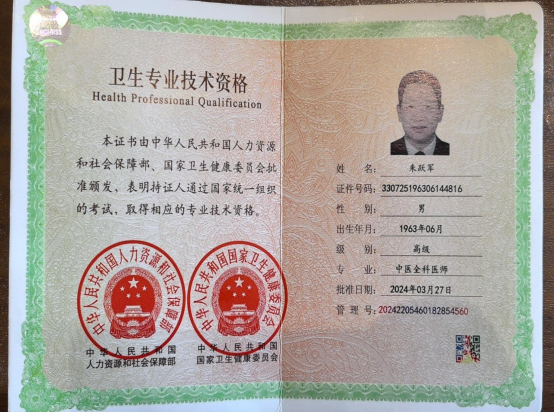 卫生专业技术资格
Health Professional Qualification
本证书由中华人民共和国人力资源
和社会保障部、国家卫生健康委员会批
准颁发，表明持证人通过国家统一组织
的考试，取得相应的专业技术资格。
中华人民共和国人力资源和社会保障部
中华人民共和国国家卫生健康委员会
中华人民共和国
人力资源和社会保障部
中华人民共和国
国家卫生健康委员会
姓 名： 朱跃军
证件号码： 330725196306144816
性 别： 男
出生年月： 1963年06月
级 别： 高级
专 业： 中医全科医师
批准日期： 2024年03月27日
管 理 号： 20242205460182854560